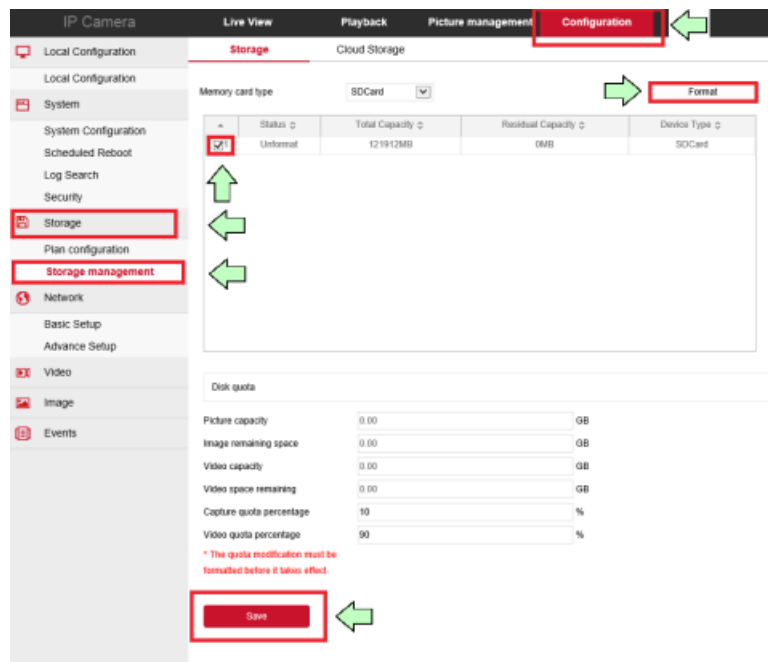 IP Camera
Live View Playback Picture management Configuration
Local Configuration
Local Configuration
System
System Configuration
Scheduled Reboot
Log Search
Security
Storage
Plan configuration
Storage management
Network
Basic Setup
Advance Setup
Video
Image
Events
Storage Cloud Storage
Memory card type SDCard Format
Status Total Capacity Residual Capacity Device Type
1 Unformat 121912MB 0MB SDCard
Disk quota
Picture capacity 0.00 GB
Image remaining space 0.00 GB
Video capacity 0.00 GB
Video space remaining 0.00 GB
Capture quota percentage 10 %
Video quota percentage 90 %
* The quota modification must be
formatted before it takes effect.
Save